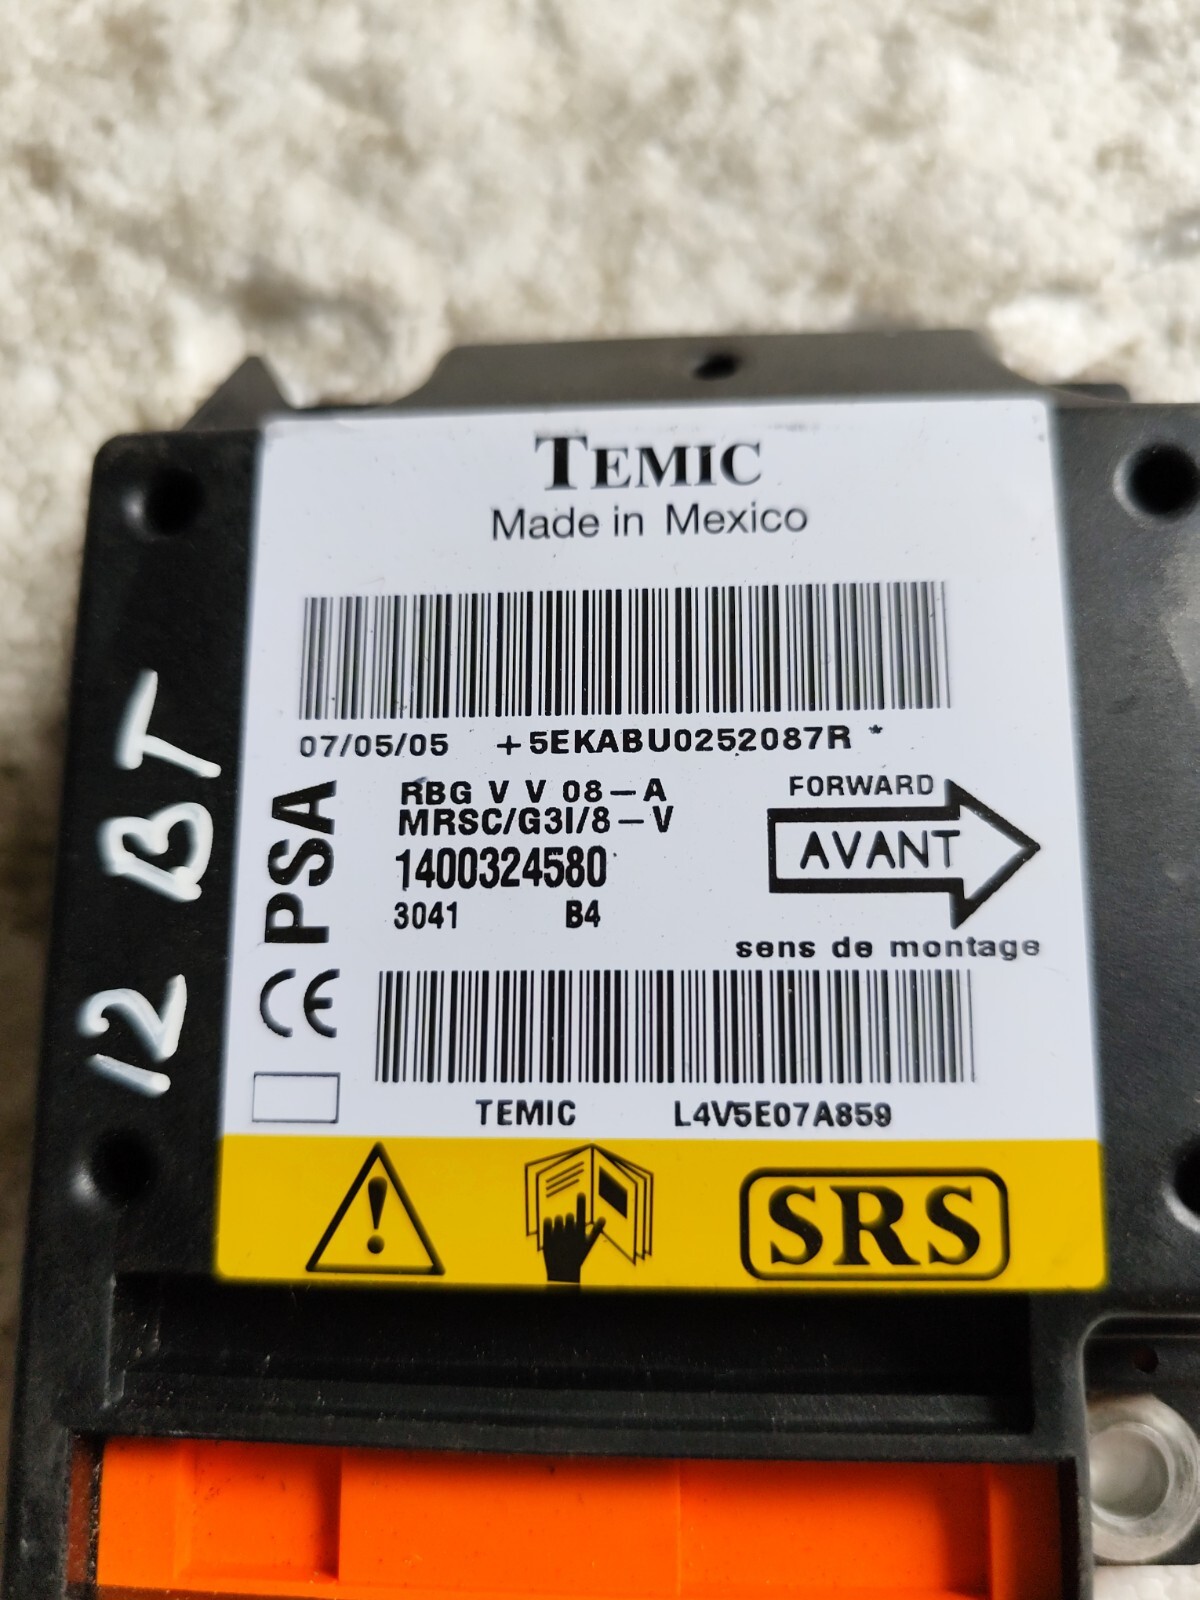 TEMIC
Made in Mexico
07/05/05 +5EKABU0252087R *
RBG V V 08-A
MRSC/G3I/8-V
1400324580
3041 B4
FORWARD
AVANT
sens de montage
PSA
CE
TEMIC L4V5E07A859
SRS
12 BT